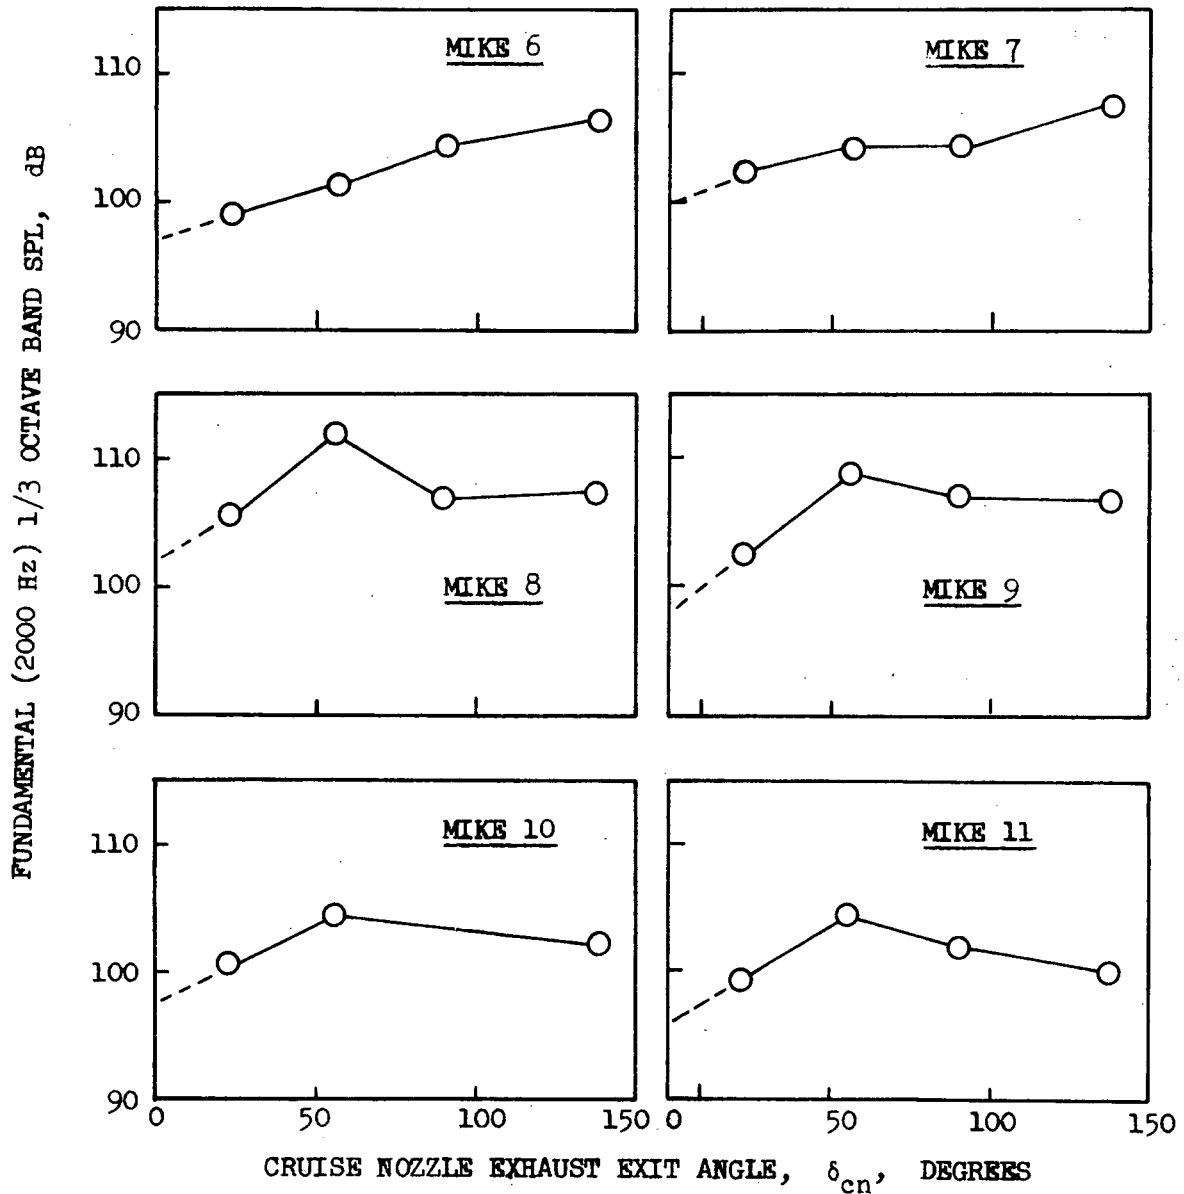 FUNDAMENTAL (2000 Hz) 1/3 OCTAVE BAND SPL, dB
MIKE 6
MIKE 7
110
100
90
MIKE 8
MIKE 9
110
100
90
MIKE 10
MIKE 11
110
100
90
0 50 100 150
0 50 100 150
CRUISE NOZZLE EXHAUST EXIT ANGLE, δcn, DEGREES